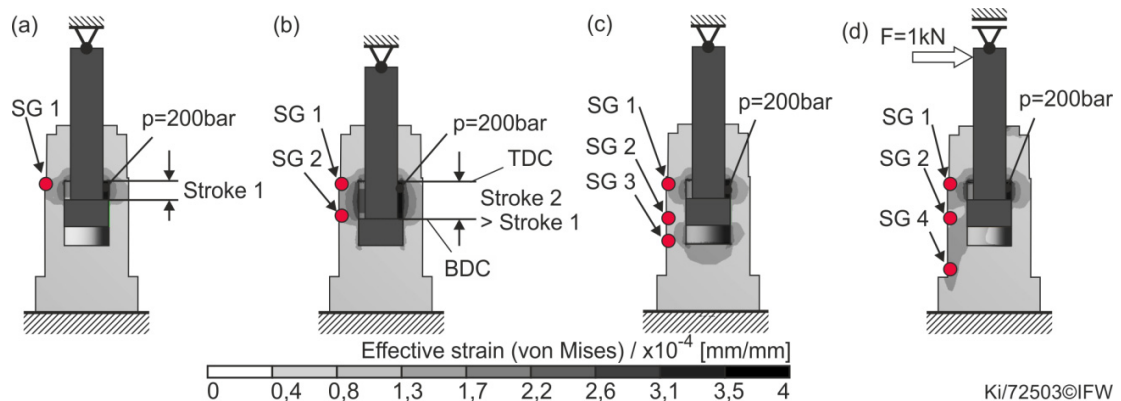 (a)
SG 1
p=200bar
Stroke 1
(b)
SG 1
SG 2
p=200bar
TDC
Stroke 2
> Stroke 1
BDC
(c)
SG 1
SG 2
SG 3
(d)
F=1kN
SG 1
SG 2
SG 4
p=200bar
Effective strain (von Mises) / x10⁻⁴ [mm/mm]
0 0,4 0,8 1,3 1,7 2,2 2,6 3,1 3,5 4
Ki/72503©IFW